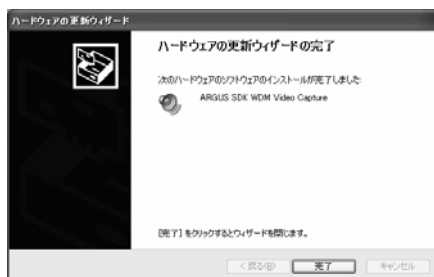 ハードウェアの更新ウィザード
ハードウェアの更新ウィザードの完了
次のハードウェアのソフトウェアのインストールが完了しました:
ARGUS SDK WDM Video Capture
[完了] をクリックするとウィザードを閉じます。
< 戻る(B)
完了
キャンセル